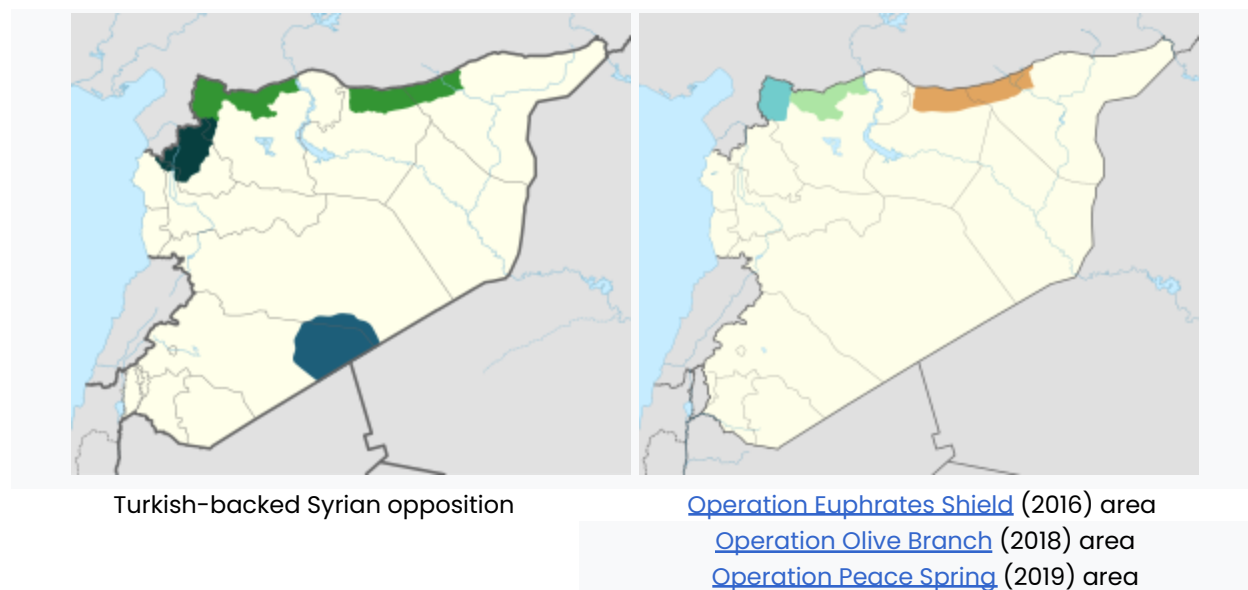 Turkish-backed Syrian opposition
Operation Euphrates Shield (2016) area
Operation Olive Branch (2018) area
Operation Peace Spring (2019) area